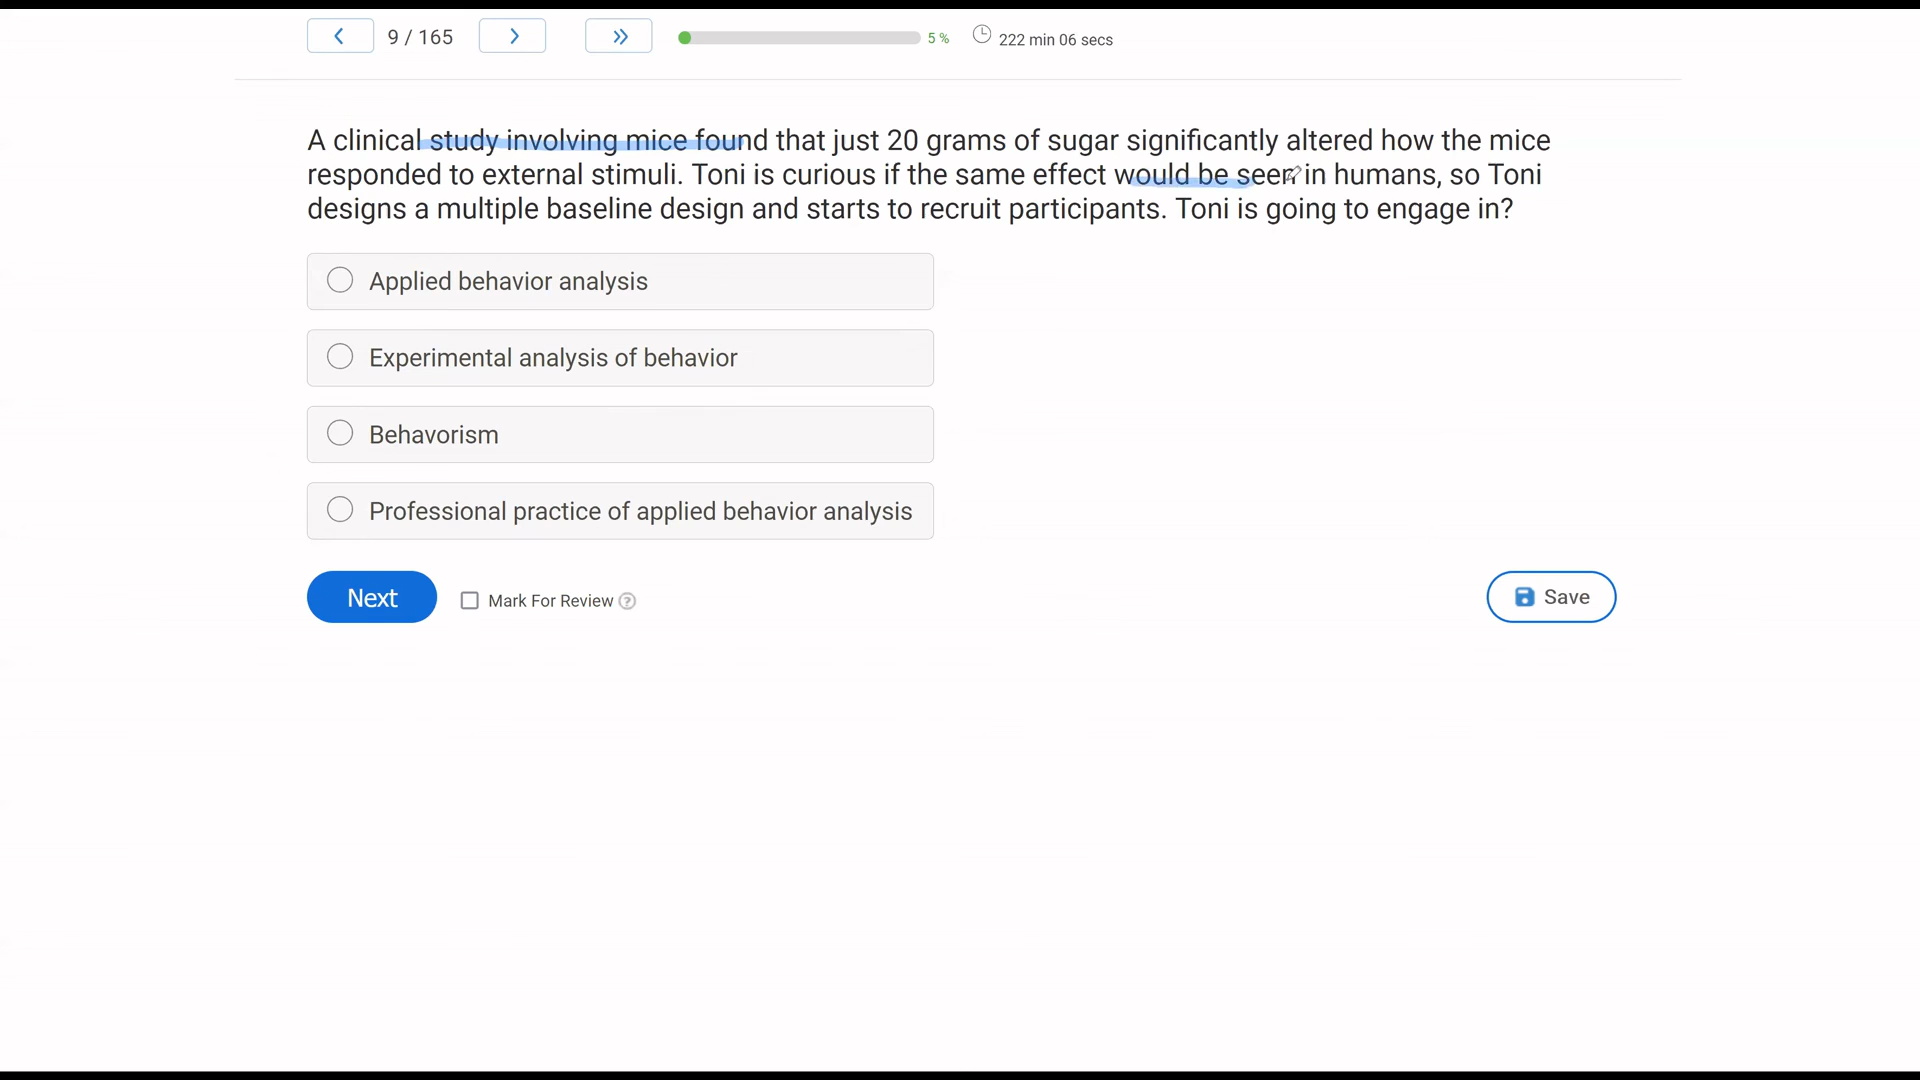 9 / 165
5 %
222 min 06 secs
A clinical study involving mice found that just 20 grams of sugar significantly altered how the mice
responded to external stimuli. Toni is curious if the same effect would be seen in humans, so Toni
designs a multiple baseline design and starts to recruit participants. Toni is going to engage in?
Applied behavior analysis
Experimental analysis of behavior
Behavorism
Professional practice of applied behavior analysis
Next
Mark For Review ?
Save